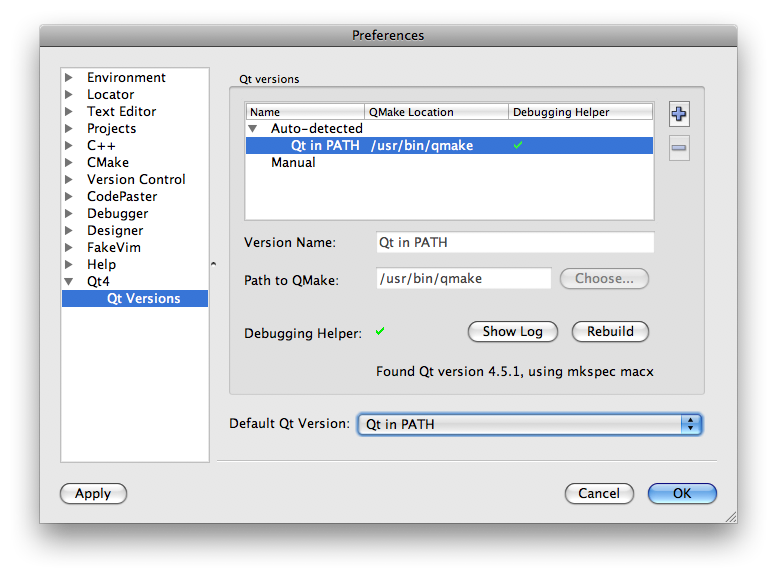 Preferences
Environment
Locator
Text Editor
Projects
C++
CMake
Version Control
CodePaster
Debugger
Designer
FakeVim
Help
Qt4
Qt Versions
Qt versions
Name QMake Location Debugging Helper
Auto-detected
Qt in PATH /usr/bin/qmake
Manual
Version Name: Qt in PATH
Path to QMake: /usr/bin/qmake Choose...
Debugging Helper: Show Log Rebuild
Found Qt version 4.5.1, using mkspec macx
Default Qt Version: Qt in PATH
Apply Cancel OK